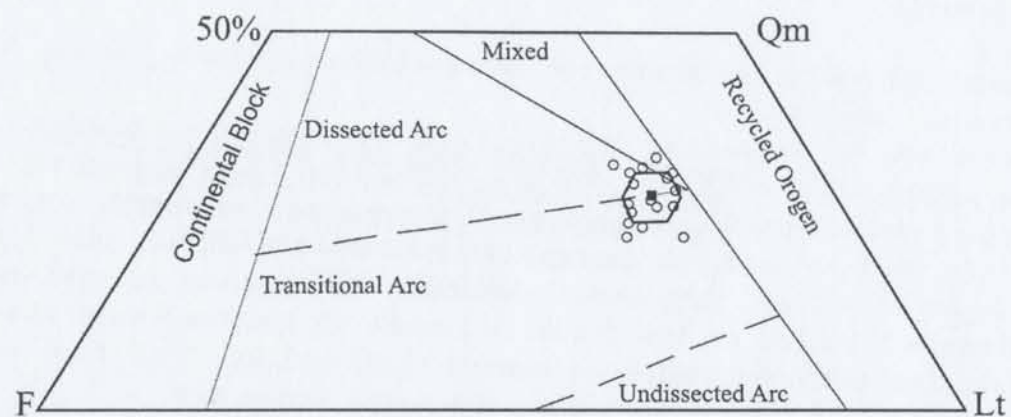 50%
Qm
Mixed
Continental Block
Dissected Arc
Recycled Orogen
Transitional Arc
Undissected Arc
F
Lt